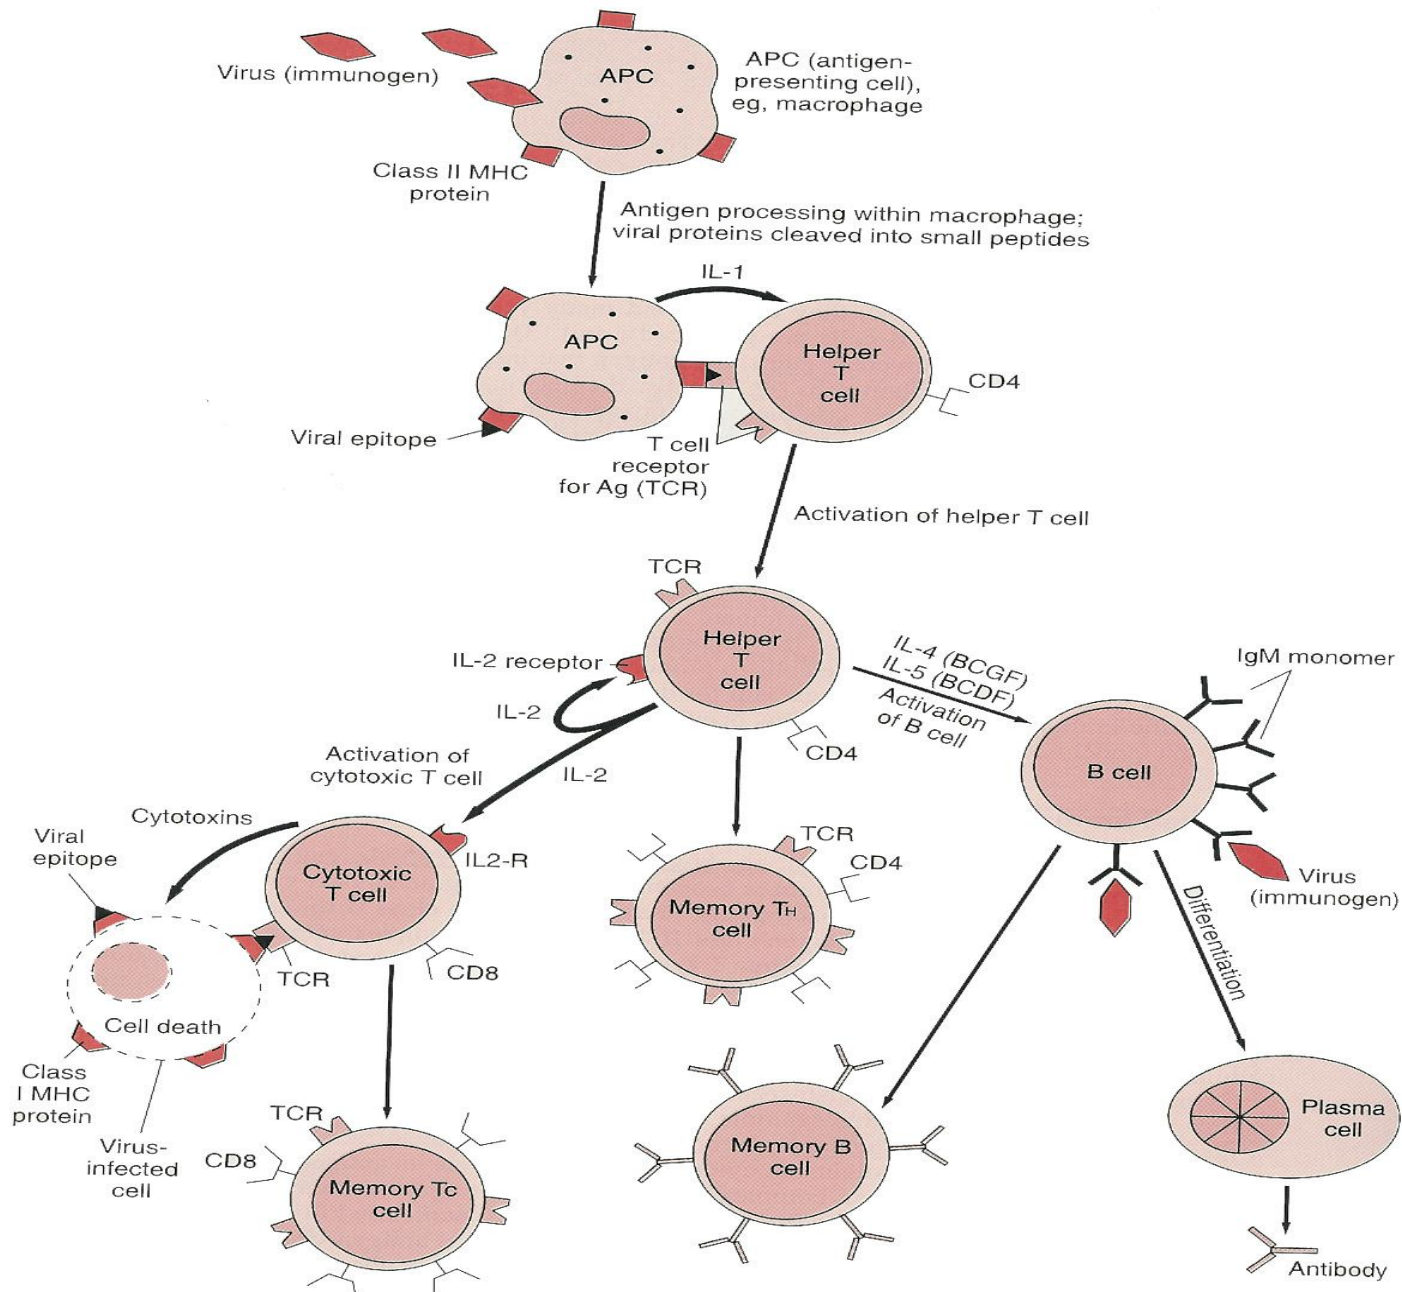 Virus (immunogen)
APC
APC (antigen-
presenting cell),
eg, macrophage
Class II MHC
protein
Antigen processing within macrophage;
viral proteins cleaved into small peptides
IL-1
APC
Helper
T
cell
CD4
Viral epitope
T cell
receptor
for Ag (TCR)
Activation of helper T cell
TCR
Helper
T
cell
IL-2 receptor
IL-2
CD4
IL-4 (BCGF)
IL-5 (BCDF)
Activation
of B cell
IgM monomer
B cell
Virus
(immunogen)
Activation of
cytotoxic T cell
IL-2
Cytotoxins
Viral
epitope
Cytotoxic
T cell
IL2-R
TCR
CD8
Cell death
Class
I MHC
protein
Virus-
infected
cell
TCR
CD4
Memory TH
cell
Differentiation
TCR
CD8
Memory Tc
cell
Memory B
cell
Plasma
cell
Antibody